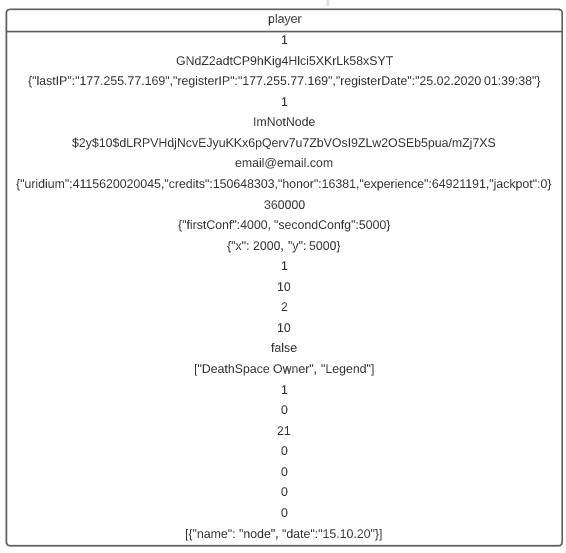 player
1
GNdZ2adtCP9hKig4Hlci5XKrLk58xSYT
{"lastIP":"177.255.77.169","registerIP":"177.255.77.169","registerDate":"25.02.2020 01:39:38"}
1
ImNotNode
$2y$10$dLRPVHdjNcvEJyuKKx6pQerv7u7ZbVOsI9ZLw2OSEb5pua/mZj7XS
email@email.com
{"uridium":4115620020045,"credits":150648303,"honor":16381,"experience":64921191,"jackpot":0}
360000
{"firstConf":4000, "secondConfg":5000}
{"x": 2000, "y": 5000}
1
10
2
10
false
["DeathSpace Owner", "Legend"]
1
0
21
0
0
0
0
[{"name": "node", "date":"15.10.20"}]